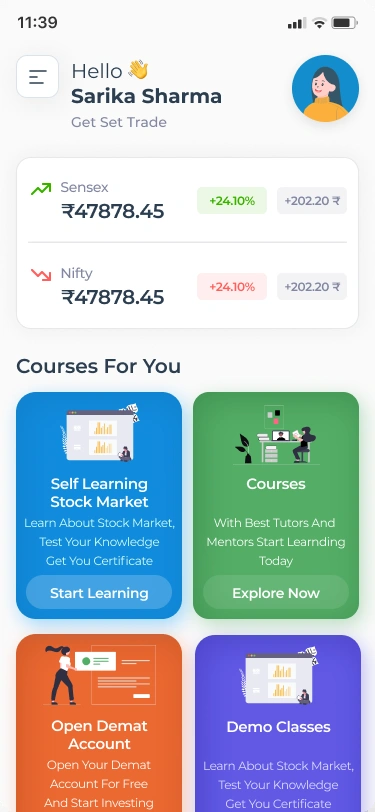 11:39
Hello 👋
Sarika Sharma
Get Set Trade
Sensex
₹47878.45
+24.10%
+202.20 ₹
Nifty
₹47878.45
+24.10%
+202.20 ₹
Courses For You
Self Learning
Stock Market
Learn About Stock Market,
Test Your Knowledge
Get You Certificate
Start Learning
Courses
With Best Tutors And
Mentors Start Learnding
Today
Explore Now
Open Demat
Account
Open Your Demat
Account For Free
And Start Investing
Demo Classes
Learn About Stock Market,
Test Your Knowledge
Get You Certificate